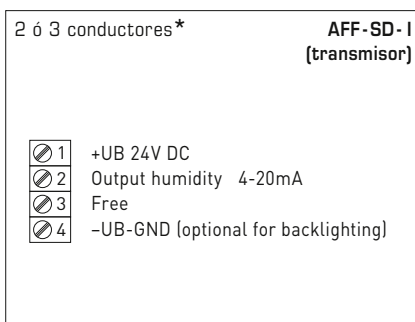 2 ó 3 conductores* AFF-SD-I
(transmisor)
1 +UB 24V DC
2 Output humidity 4-20mA
3 Free
4 –UB-GND (optional for backlighting)